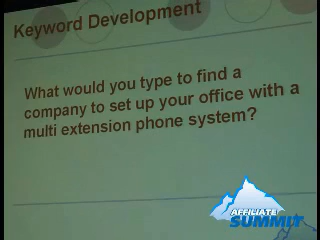 Keyword Development
What would you type to find a
company to set up your office with a
multi extension phone system?
AFFILIATE
SUMMIT